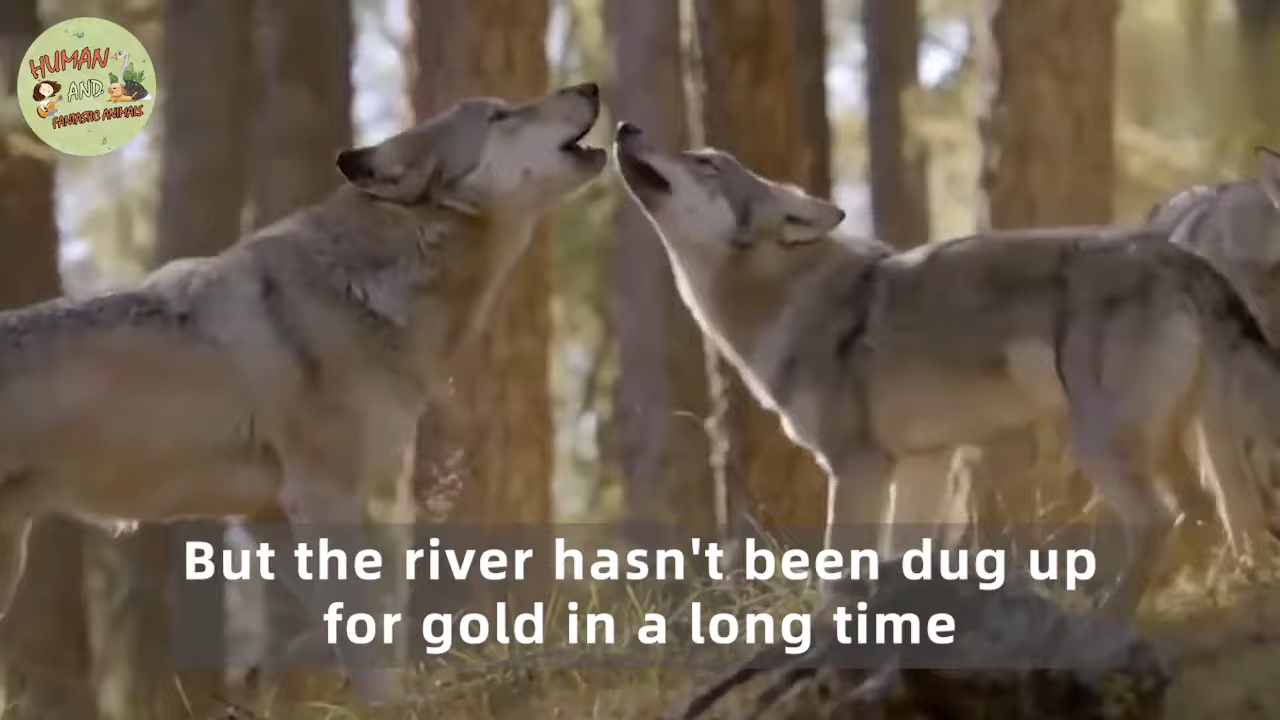 HUMAN
AND
FANTASTIC ANIMALS
But the river hasn't been dug up
for gold in a long time